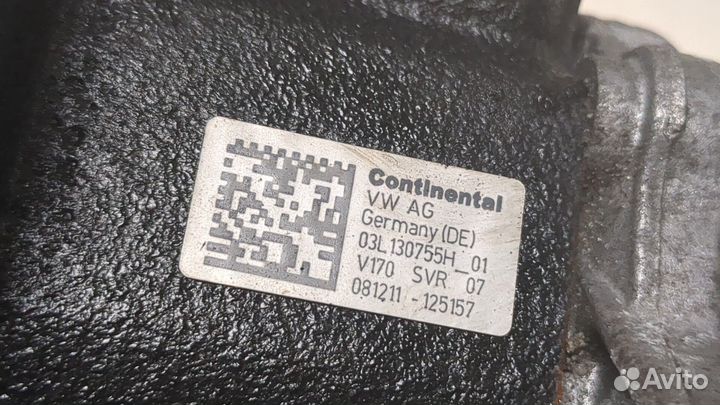 Continental
VW AG
Germany (DE)
03L130755H_01
V170 SVR 07
081211 - 125157
Avito